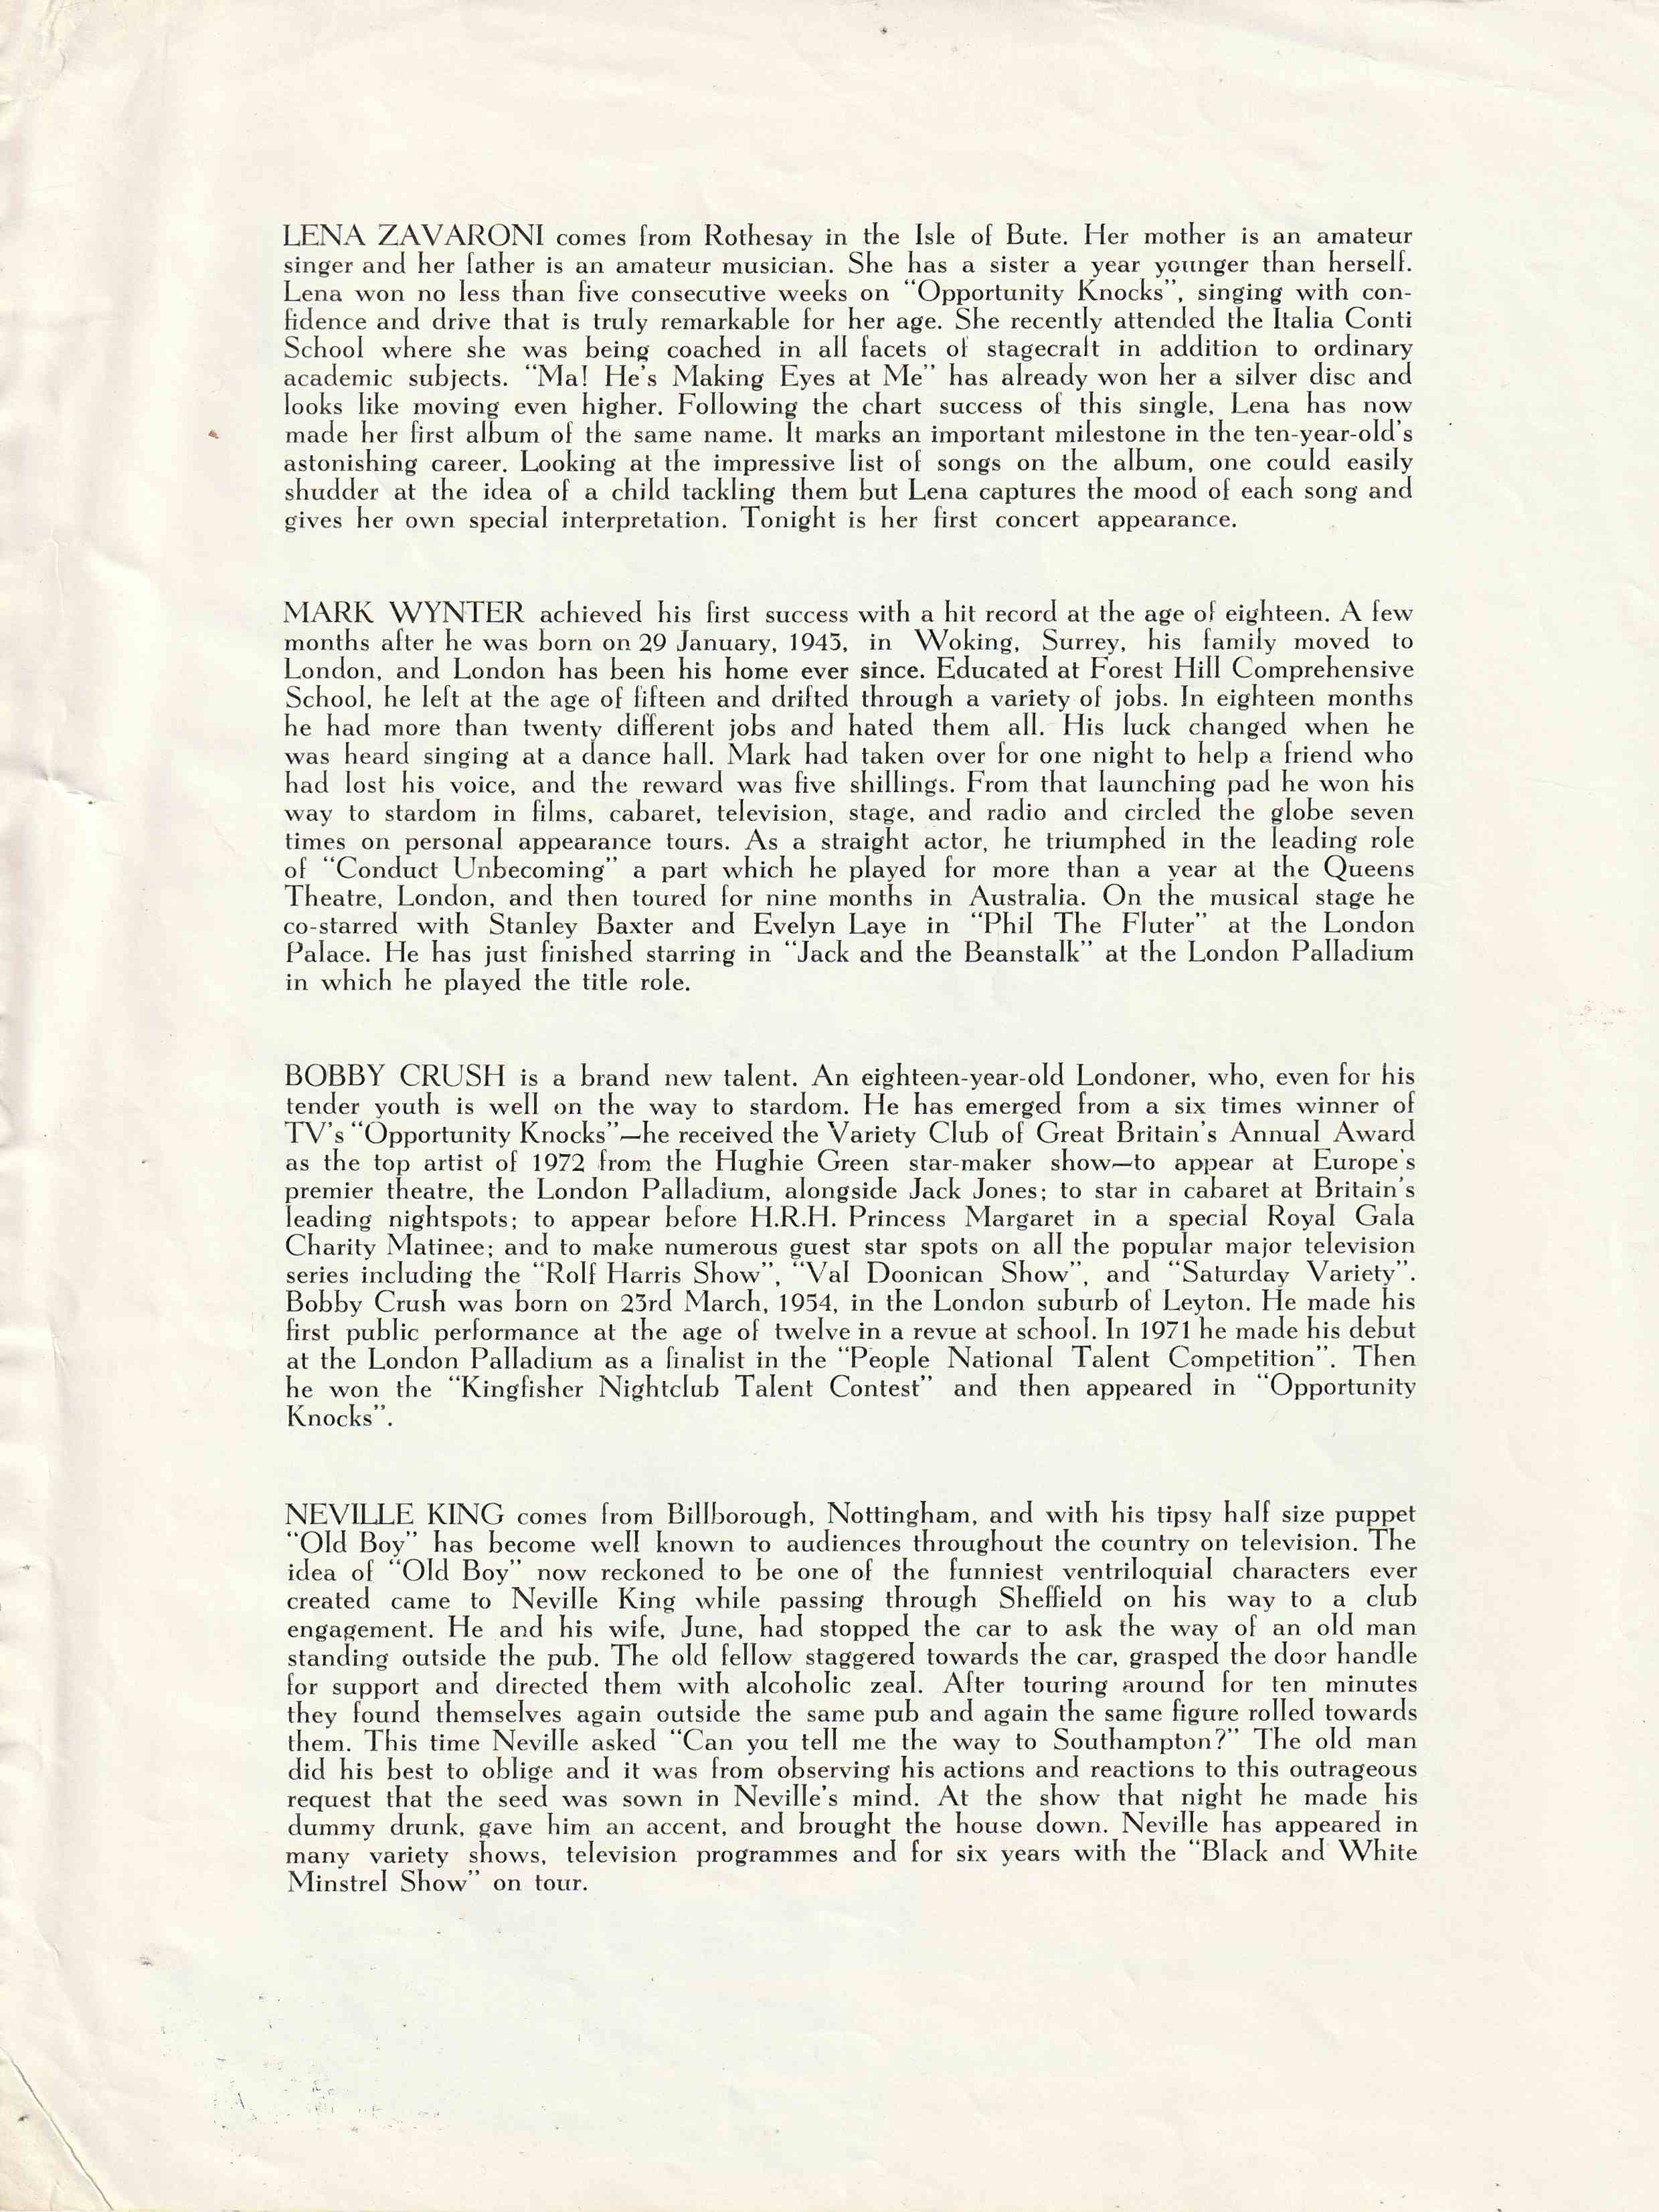 LENA ZAVARONI comes from Rothesay in the Isle of Bute. Her mother is an amateur
singer and her father is an amateur musician. She has a sister a year younger than herself.
Lena won no less than five consecutive weeks on “Opportunity Knocks”, singing with con-
fidence and drive that is truly remarkable for her age. She recently attended the Italia Conti
School where she was being coached in all facets of stagecraft in addition to ordinary
academic subjects. “Ma! He’s Making Eyes at Me” has already won her a silver disc and
looks like moving even higher. Following the chart success of this single, Lena has now
made her first album of the same name. It marks an important milestone in the ten-year-old’s
astonishing career. Looking at the impressive list of songs on the album, one could easily
shudder at the idea of a child tackling them but Lena captures the mood of each song and
gives her own special interpretation. Tonight is her first concert appearance.
MARK WYNTER achieved his first success with a hit record at the age of eighteen. A few
months after he was born on 29 January, 1943, in Woking, Surrey, his family moved to
London, and London has been his home ever since. Educated at Forest Hill Comprehensive
School, he left at the age of fifteen and drifted through a variety of jobs. In eighteen months
he had more than twenty different jobs and hated them all. His luck changed when he
was heard singing at a dance hall. Mark had taken over for one night to help a friend who
had lost his voice, and the reward was five shillings. From that launching pad he won his
way to stardom in films, cabaret, television, stage, and radio and circled the globe seven
times on personal appearance tours. As a straight actor, he triumphed in the leading role
of “Conduct Unbecoming” a part which he played for more than a year at the Queens
Theatre, London, and then toured for nine months in Australia. On the musical stage he
co-starred with Stanley Baxter and Evelyn Laye in “Phil The Fluter” at the London
Palace. He has just finished starring in “Jack and the Beanstalk” at the London Palladium
in which he played the title role.
BOBBY CRUSH is a brand new talent. An eighteen-year-old Londoner, who, even for his
tender youth is well on the way to stardom. He has emerged from a six times winner of
TV’s “Opportunity Knocks”—he received the Variety Club of Great Britain’s Annual Award
as the top artist of 1972 from the Hughie Green star-maker show—to appear at Europe’s
premier theatre, the London Palladium, alongside Jack Jones; to star in cabaret at Britain’s
leading nightspots; to appear before H.R.H. Princess Margaret in a special Royal Gala
Charity Matinee; and to make numerous guest star spots on all the popular major television
series including the “Rolf Harris Show”, “Val Doonican Show”, and “Saturday Variety”.
Bobby Crush was born on 23rd March, 1954, in the London suburb of Leyton. He made his
first public performance at the age of twelve in a revue at school. In 1971 he made his debut
at the London Palladium as a finalist in the “People National Talent Competition”. Then
he won the “Kingfisher Nightclub Talent Contest” and then appeared in “Opportunity
Knocks”.
NEVILLE KING comes from Billborough, Nottingham, and with his tipsy half size puppet
“Old Boy” has become well known to audiences throughout the country on television. The
idea of “Old Boy” now reckoned to be one of the funniest ventriloquial characters ever
created came to Neville King while passing through Sheffield on his way to a club
engagement. He and his wife, June, had stopped the car to ask the way of an old man
standing outside the pub. The old fellow staggered towards the car, grasped the door handle
for support and directed them with alcoholic zeal. After touring around for ten minutes
they found themselves again outside the same pub and again the same figure rolled towards
them. This time Neville asked “Can you tell me the way to Southampton?” The old man
did his best to oblige and it was from observing his actions and reactions to this outrageous
request that the seed was sown in Neville’s mind. At the show that night he made his
dummy drunk, gave him an accent, and brought the house down. Neville has appeared in
many variety shows, television programmes and for six years with the “Black and White
Minstrel Show” on tour.